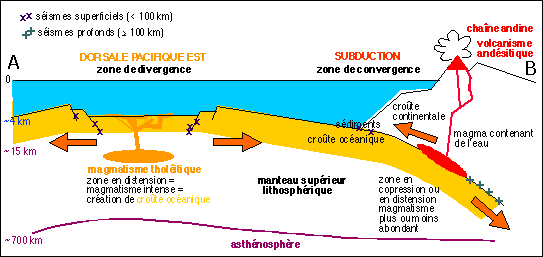 séismes superficiels (< 100 km)
séismes profonds (≥ 100 km)
chaîne andine
volcanisme
andésitique
A
DORSALE PACIFIQUE EST
zone de divergence
SUBDUCTION
zone de convergence
B
0
croûte
continentale
~4 km
sédiments
croûte océanique
magma contenant
de l'eau
~15 km
magmatisme tholéitique
zone en distension =
magmatisme intense =
création de croûte océanique
manteau supérieur
lithosphérique
zone en
copression ou
en distension
magmatisme
plus ou moins
abondant
~700 km
asthénosphère